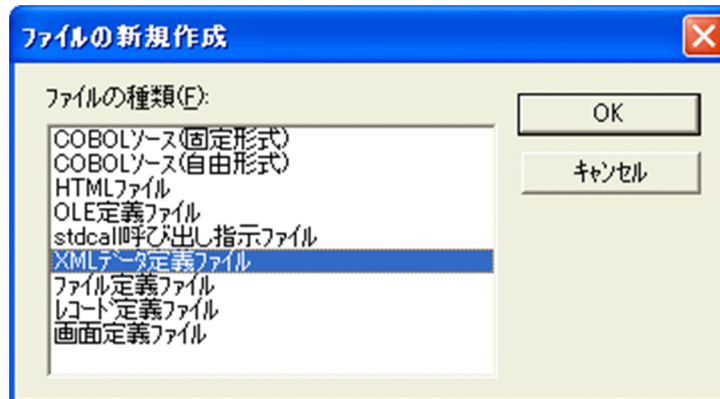 ファイルの新規作成
ファイルの種類(F):
COBOLソース(固定形式)
COBOLソース(自由形式)
HTMLファイル
OLE定義ファイル
stdcall呼び出し指示ファイル
XMLデータ定義ファイル
ファイル定義ファイル
レコード定義ファイル
画面定義ファイル
OK
キャンセル